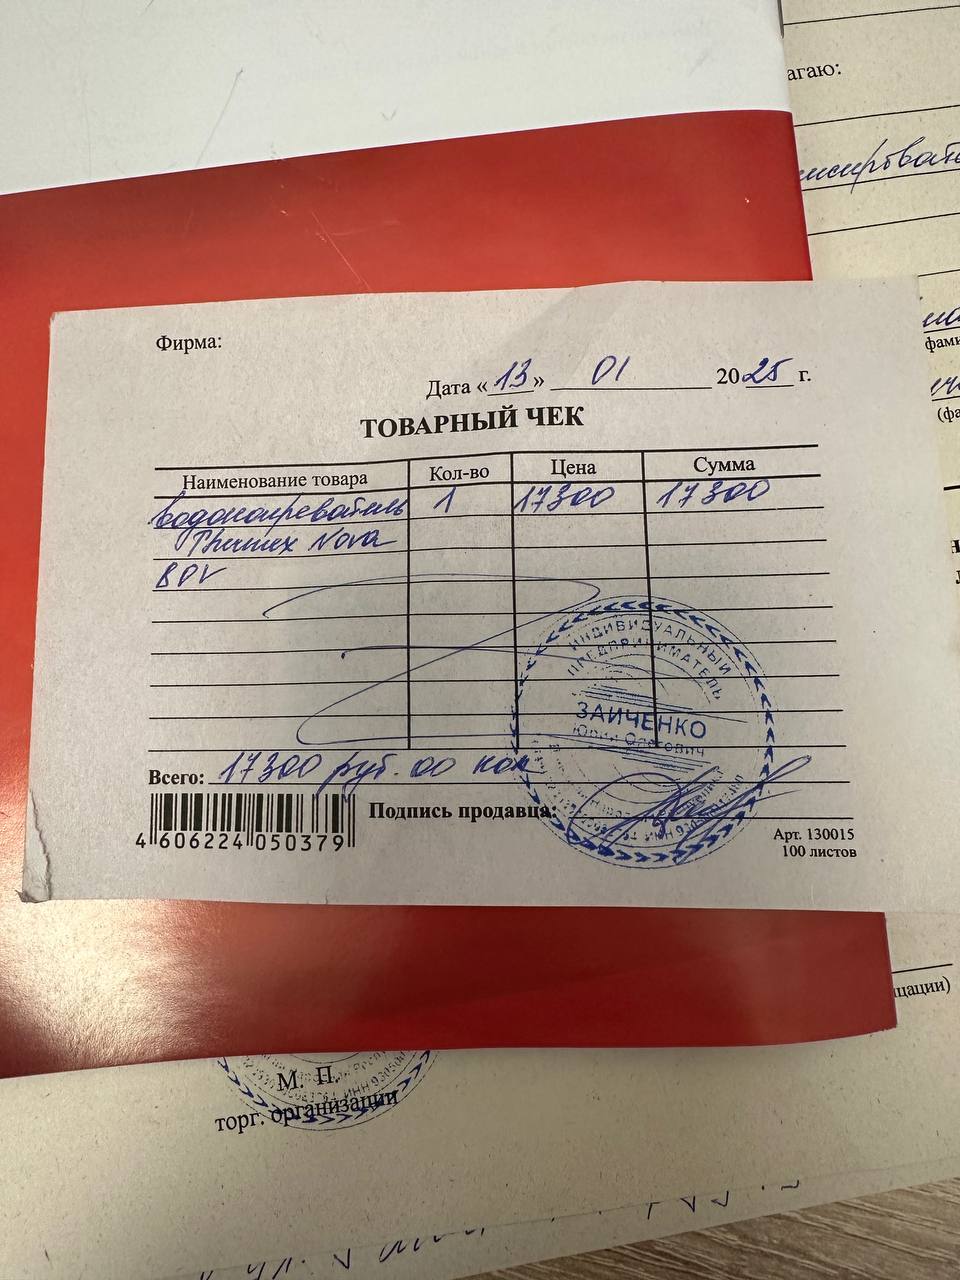 агаю:
Фирма:
Дата «13» 01 2025 г.
ТОВАРНЫЙ ЧЕК
Наименование товара Кол-во Цена Сумма
водонагреватель 1 17300 17300
Thermex Nova
80V
ИНДИВИДУАЛЬНЫЙ
ПРЕДПРИНИМАТЕЛЬ
ЗАИЧЕНКО
Юрий Олегович
Всего: 17300 руб. 00 коп
Подпись продавца:
4 606224 050379
Арт. 130015
100 листов
М. П.
торг. организации